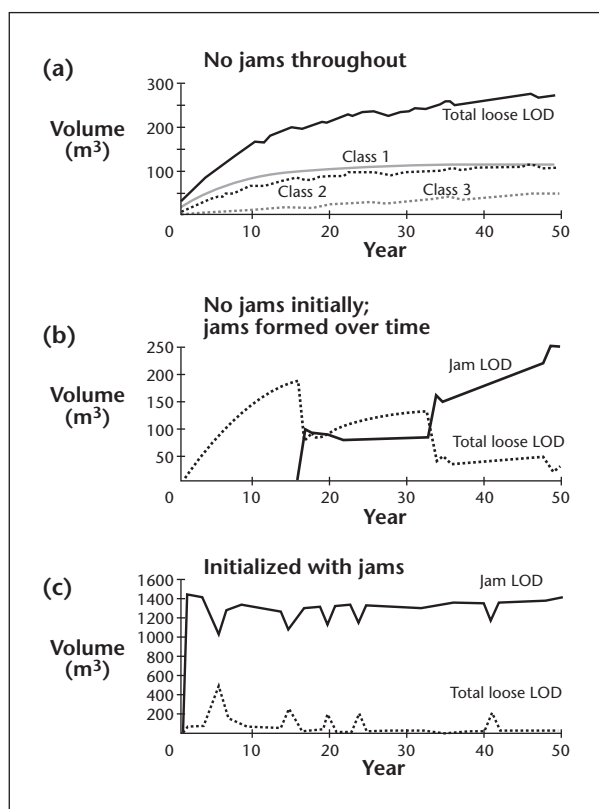 (a)
No jams throughout
Volume
(m³)
300
200
100
Total loose LOD
Class 1
Class 2
Class 3
0
10
20
30
40
50
Year
(b)
No jams initially;
jams formed over time
Volume
(m³)
250
200
150
100
50
Jam LOD
Total loose LOD
0
10
20
30
40
50
Year
(c)
Initialized with jams
Volume
(m³)
1600
1400
1200
1000
800
600
400
200
Jam LOD
Total loose LOD
0
10
20
30
40
50
Year